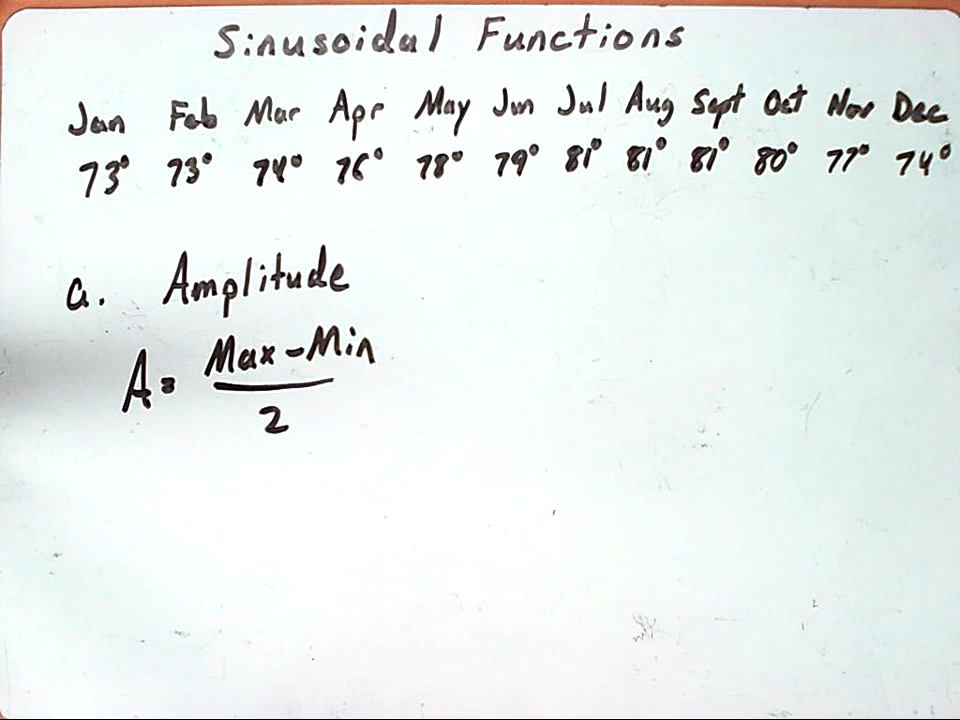 Sinusoidal Functions
Jan Feb Mar Apr May Jun Jul Aug Sept Oct Nov Dec
73° 73° 74° 76° 78° 79° 81° 81° 81° 80° 77° 74°
a. Amplitude
A = Max - Min
2